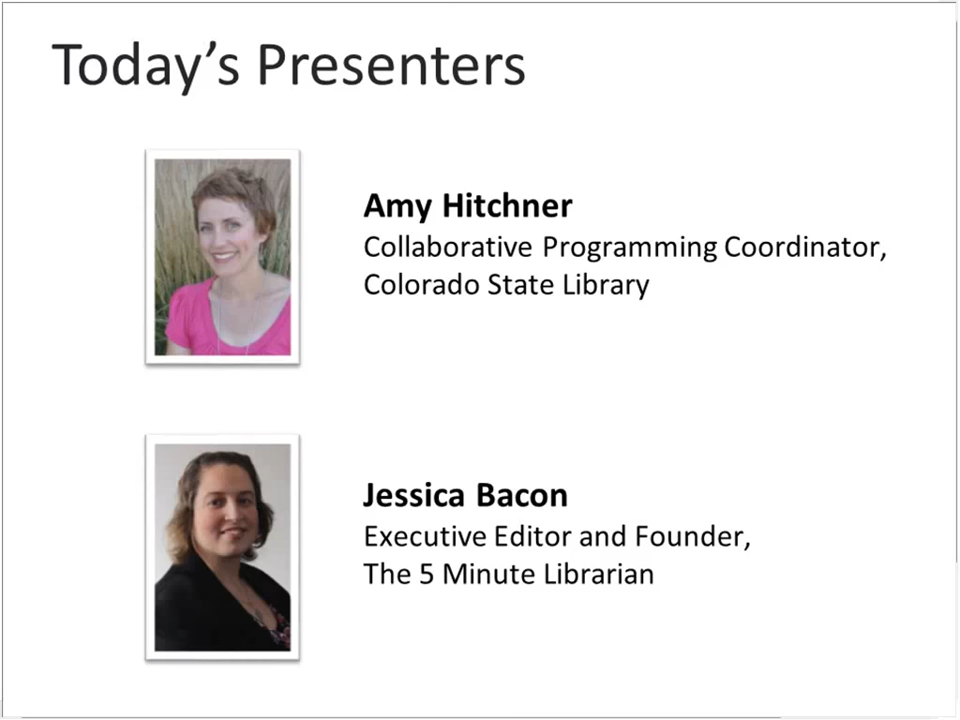 Today’s Presenters
Amy Hitchner
Collaborative Programming Coordinator,
Colorado State Library
Jessica Bacon
Executive Editor and Founder,
The 5 Minute Librarian